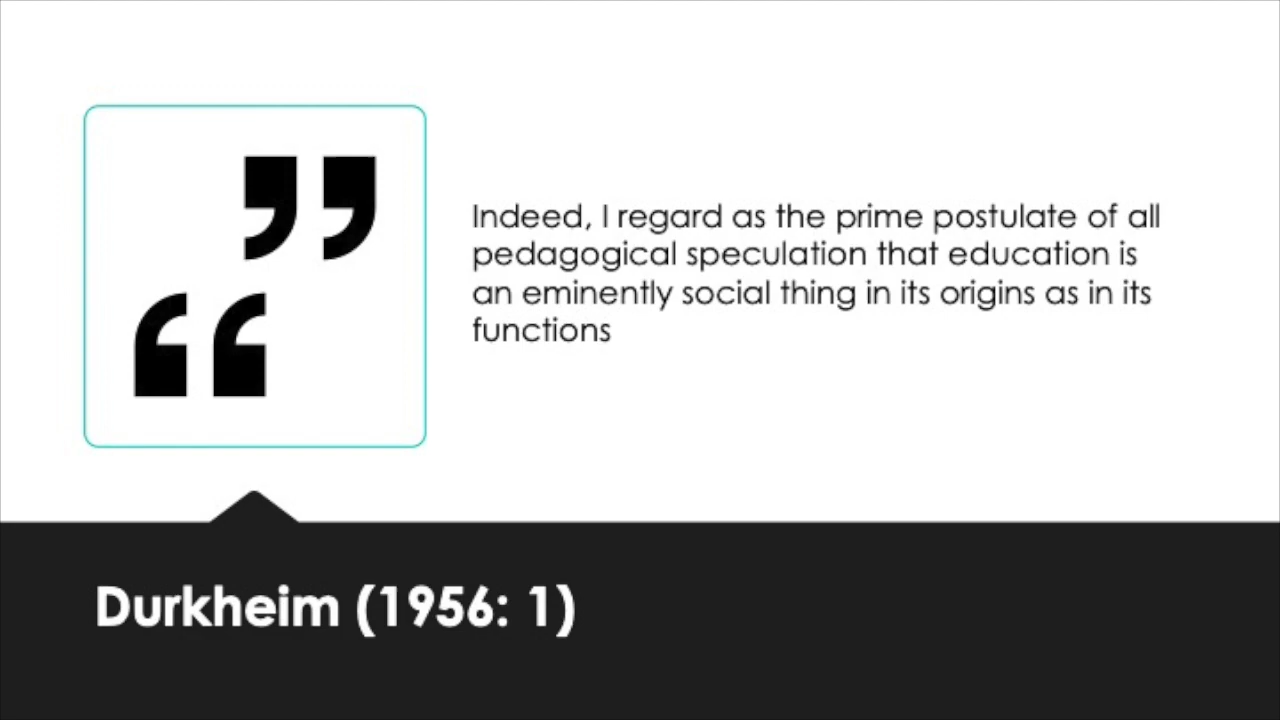 Indeed, I regard as the prime postulate of all
pedagogical speculation that education is
an eminently social thing in its origins as in its
functions
Durkheim (1956: 1)